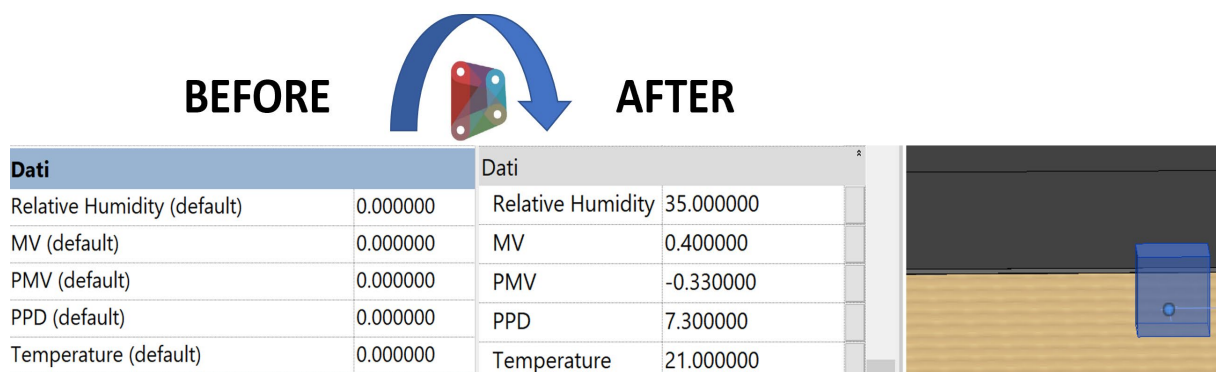 BEFORE AFTER
Dati
Relative Humidity (default) 0.000000
MV (default) 0.000000
PMV (default) 0.000000
PPD (default) 0.000000
Temperature (default) 0.000000
Dati
Relative Humidity 35.000000
MV 0.400000
PMV -0.330000
PPD 7.300000
Temperature 21.000000